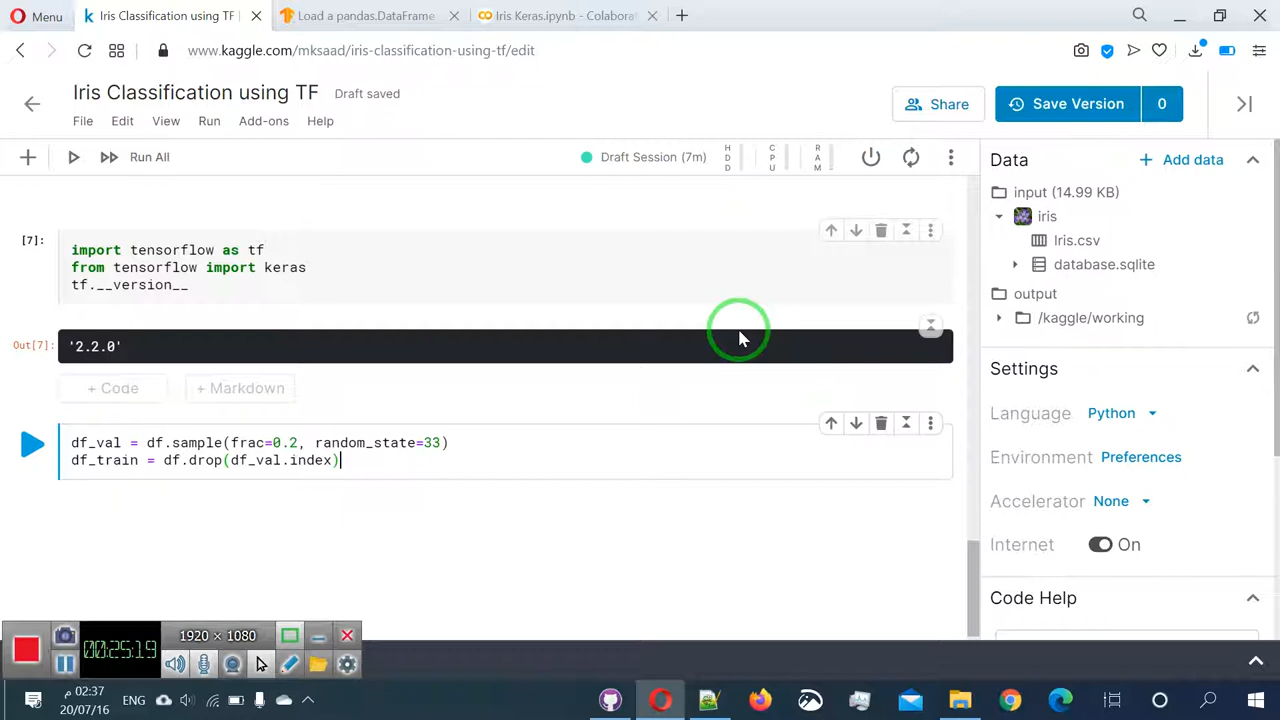 Menu
Iris Classification using TF
Load a pandas.DataFrame
Iris Keras.ipynb - Colabora
www.kaggle.com/mksaad/iris-classification-using-tf/edit
Iris Classification using TF
Draft saved
Share
Save Version
0
File
Edit
View
Run
Add-ons
Help
Run All
Draft Session (7m)
HDD
CPU
RAM
Data
+ Add data
input (14.99 KB)
iris
Iris.csv
database.sqlite
output
/kaggle/working
Settings
Language
Python
Environment
Preferences
Accelerator
None
Internet
On
Code Help
[7]:
import tensorflow as tf
from tensorflow import keras
tf.__version__
Out[7]:
'2.2.0'
+ Code
+ Markdown
df_val = df.sample(frac=0.2, random_state=33)
df_train = df.drop(df_val.index)
1920 × 1080
00:25:19
02:37 م
20/07/16
ENG